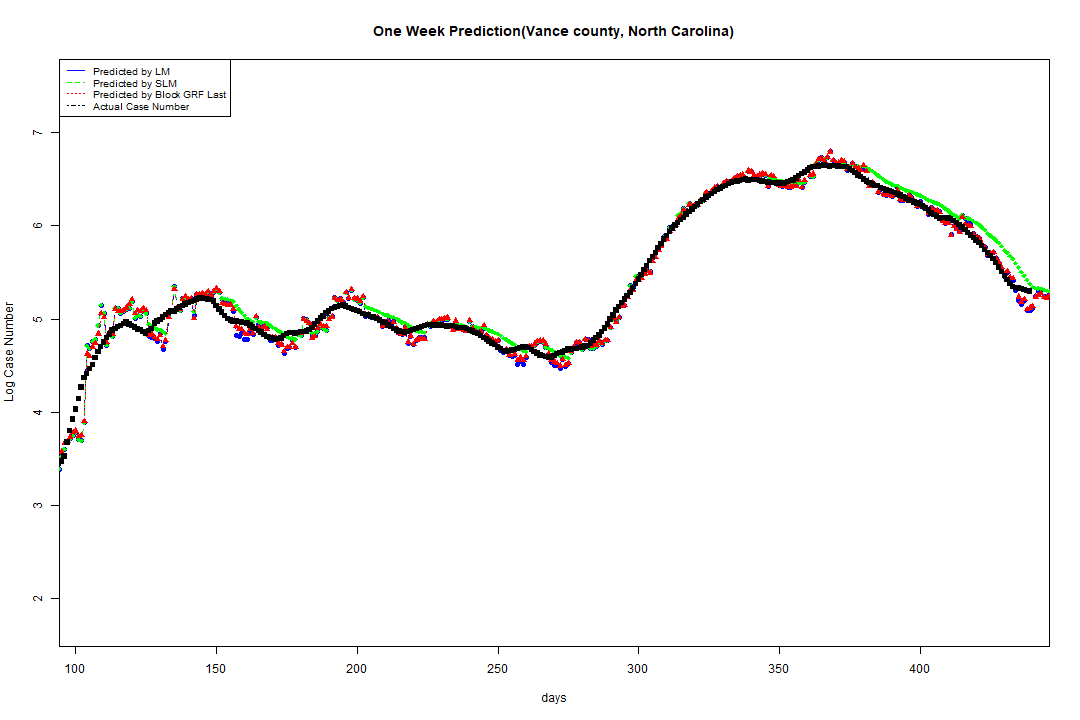 One Week Prediction(Vance county, North Carolina)
Predicted by LM
Predicted by SLM
Predicted by Block GRF Last
Actual Case Number
7
6
5
4
3
2
Log Case Number
100 150 200 250 300 350 400
days